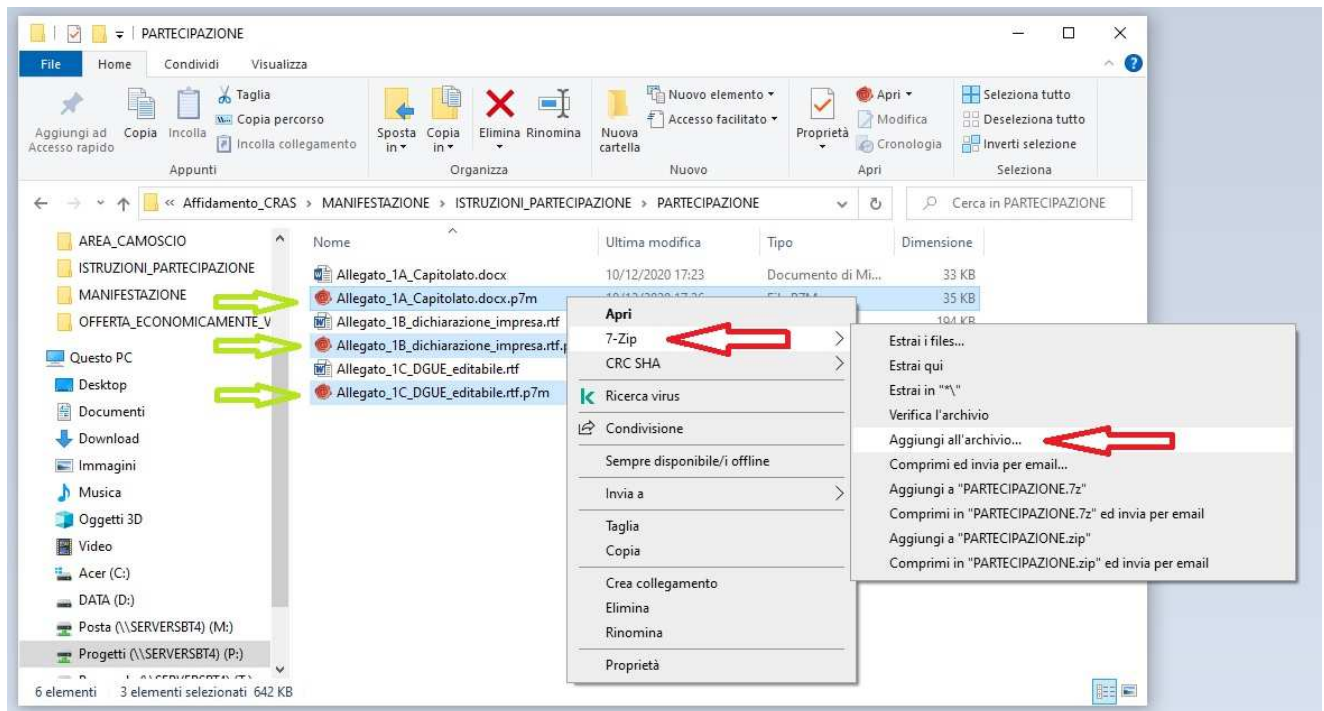 PARTECIPAZIONE
File Home Condividi Visualizza
Aggiungi ad Accesso rapido
Copia
Incolla
Taglia
Copia percorso
Incolla collegamento
Appunti
Sposta in
Copia in
Elimina
Rinomina
Organizza
Nuova cartella
Nuovo elemento
Accesso facilitato
Nuovo
Proprietà
Apri
Modifica
Cronologia
Apri
Seleziona tutto
Deseleziona tutto
Inverti selezione
Seleziona
« Affidamento_CRAS > MANIFESTAZIONE > ISTRUZIONI_PARTECIPAZIONE > PARTECIPAZIONE
Cerca in PARTECIPAZIONE
AREA_CAMOSCIO
ISTRUZIONI_PARTECIPAZIONE
MANIFESTAZIONE
OFFERTA_ECONOMICAMENTE_V
Questo PC
Desktop
Documenti
Download
Immagini
Musica
Oggetti 3D
Video
Acer (C:)
DATA (D:)
Posta (\\SERVERSBT4) (M:)
Progetti (\\SERVERSBT4) (P:)
Nome Ultima modifica Tipo Dimensione
Allegato_1A_Capitolato.docx 10/12/2020 17:23 Documento di Mi... 33 KB
Allegato_1A_Capitolato.docx.p7m 35 KB
Allegato_1B_dichiarazione_impresa.rtf 194 KB
Allegato_1B_dichiarazione_impresa.rtf.p
Allegato_1C_DGUE_editabile.rtf
Allegato_1C_DGUE_editabile.rtf.p7m
Apri
7-Zip
CRC SHA
Ricerca virus
Condivisione
Sempre disponibile/i offline
Invia a
Taglia
Copia
Crea collegamento
Elimina
Rinomina
Proprietà
Estrai i files...
Estrai qui
Estrai in "*\"
Verifica l'archivio
Aggiungi all'archivio...
Comprimi ed invia per email...
Aggiungi a "PARTECIPAZIONE.7z"
Comprimi in "PARTECIPAZIONE.7z" ed invia per email
Aggiungi a "PARTECIPAZIONE.zip"
Comprimi in "PARTECIPAZIONE.zip" ed invia per email
6 elementi 3 elementi selezionati 642 KB